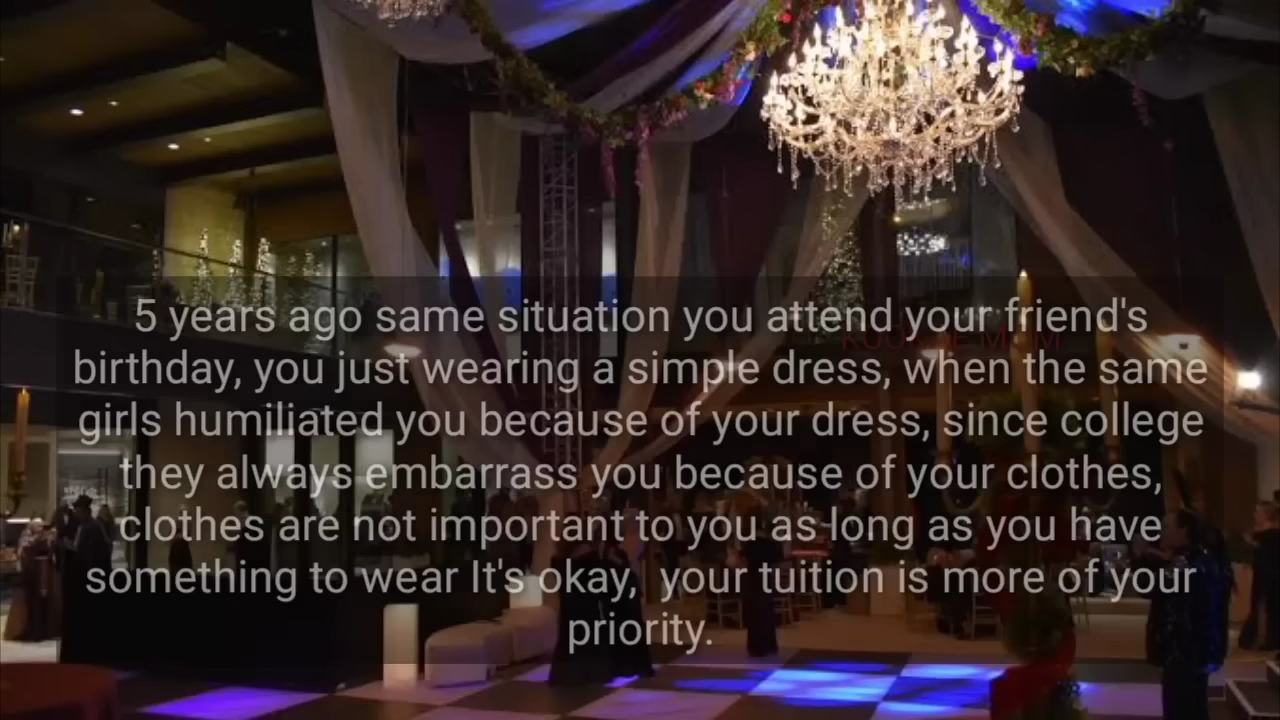 5 years ago same situation you attend your friend's
birthday, you just wearing a simple dress, when the same
girls humiliated you because of your dress, since college
they always embarrass you because of your clothes,
clothes are not important to you as long as you have
something to wear It's okay,  your tuition is more of your
priority.